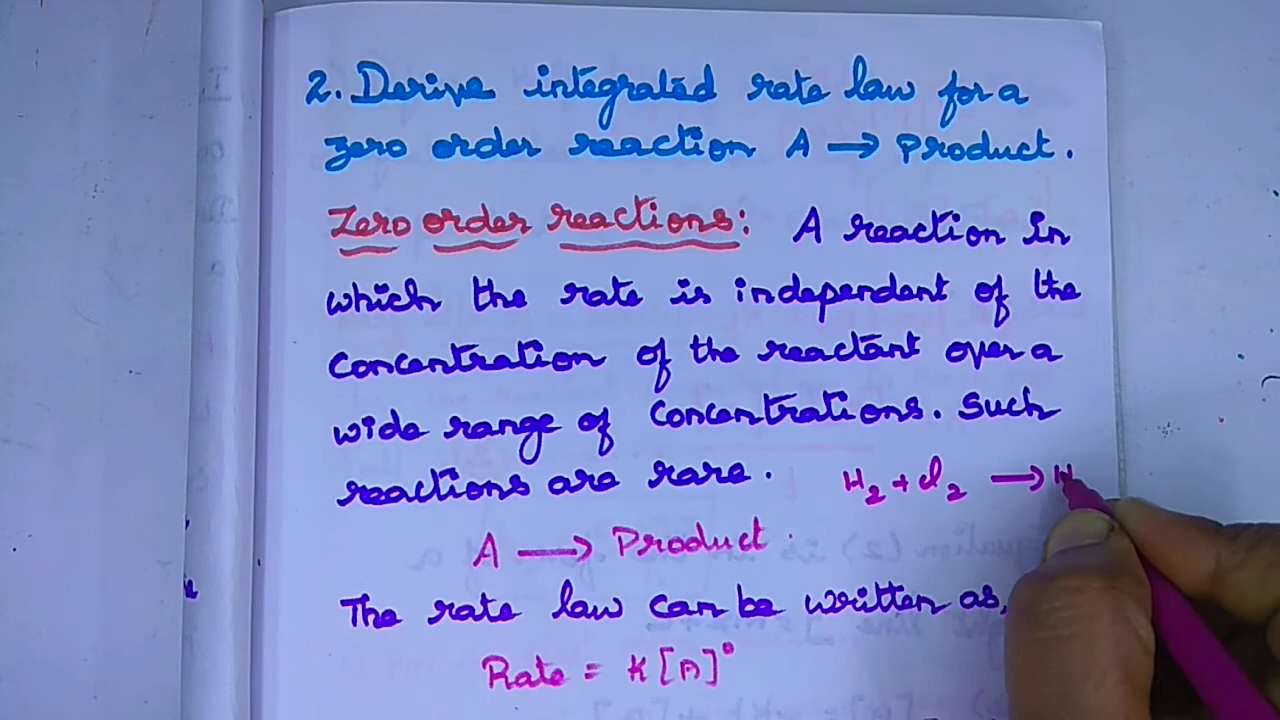 2. Derive integrated rate law for a
zero order reaction A → Product.
Zero order reactions: A reaction in
which the rate is independent of the
concentration of the reactant over a
wide range of concentrations. Such
reactions are rare. H₂ + I₂ → H
A → Product.
The rate law can be written as,
Rate = K[A]°